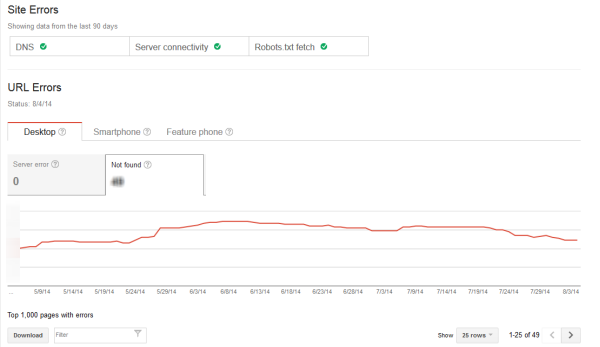 Site Errors
Showing data from the last 90 days
DNS Server connectivity Robots txt fetch
URL Errors
Status: 8/4/14
Desktop ? Smartphone ? Feature phone ?
Server error ? Not found ?
0
... 5/9/14 5/14/14 5/19/14 5/24/14 5/29/14 6/3/14 6/8/14 6/13/14 6/18/14 6/23/14 6/28/14 7/3/14 7/9/14 7/14/14 7/19/14 7/24/14 7/29/14 8/3/14
Top 1,000 pages with errors
Download Filter Show 25 rows 1-25 of 49